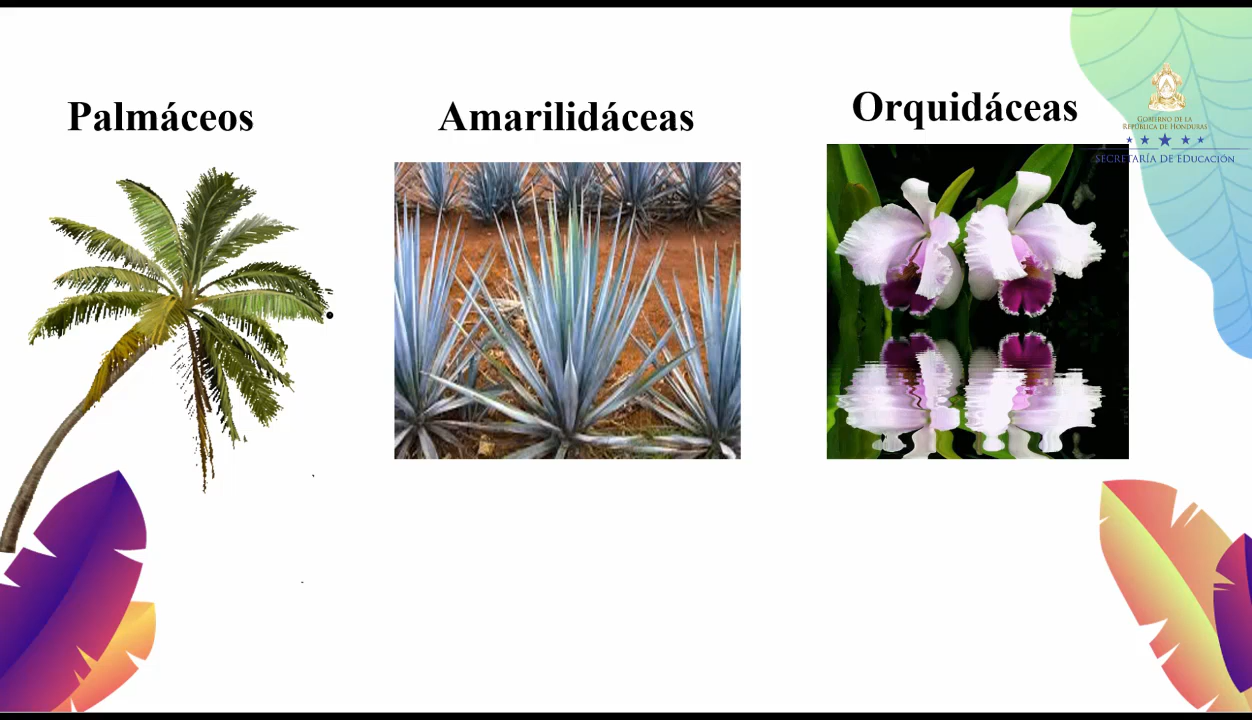 Palmáceos
Amarilidáceas
Orquidáceas
GOBIERNO DE LA
REPÚBLICA DE HONDURAS
SECRETARÍA DE EDUCACIÓN